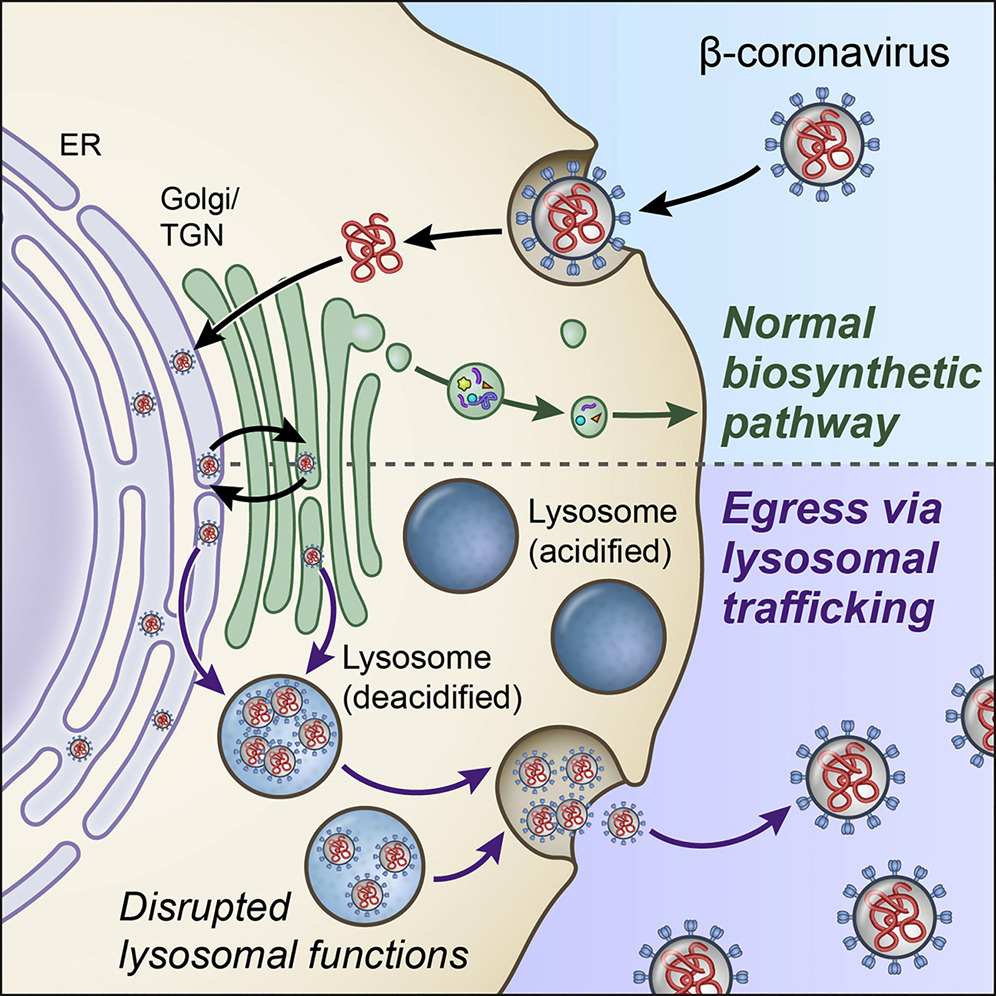 β-coronavirus
ER
Golgi/
TGN
Normal
biosynthetic
pathway
Lysosome
(acidified)
Egress via
lysosomal
trafficking
Lysosome
(deacidified)
Disrupted
lysosomal functions